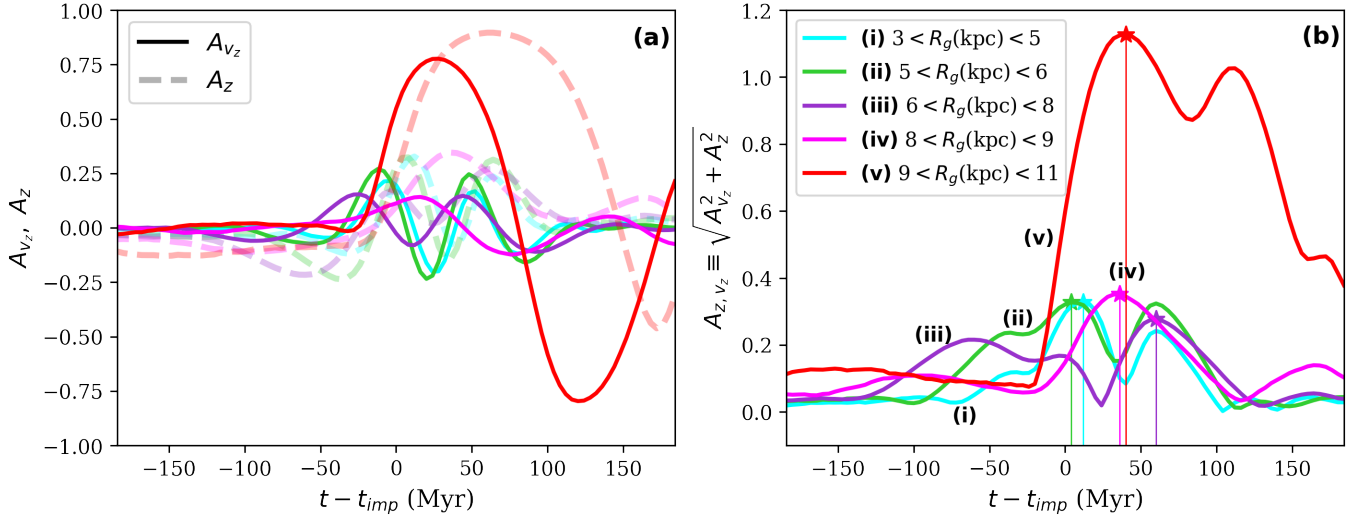 (a)
A_{v_z}
A_z
A_{v_z}, A_z
1.00
0.75
0.50
0.25
0.00
−0.25
−0.50
−0.75
−1.00
−150
−100
−50
0
50
100
150
t − t_{imp} (Myr)
(b)
(i) 3 < R_g(kpc) < 5
(ii) 5 < R_g(kpc) < 6
(iii) 6 < R_g(kpc) < 8
(iv) 8 < R_g(kpc) < 9
(v) 9 < R_g(kpc) < 11
A_{z, v_z} ≡ √(A_{v_z}^2 + A_z^2)
1.2
1.0
0.8
0.6
0.4
0.2
0.0
(v)
(iv)
(ii)
(iii)
(i)
−150
−100
−50
0
50
100
150
t − t_{imp} (Myr)